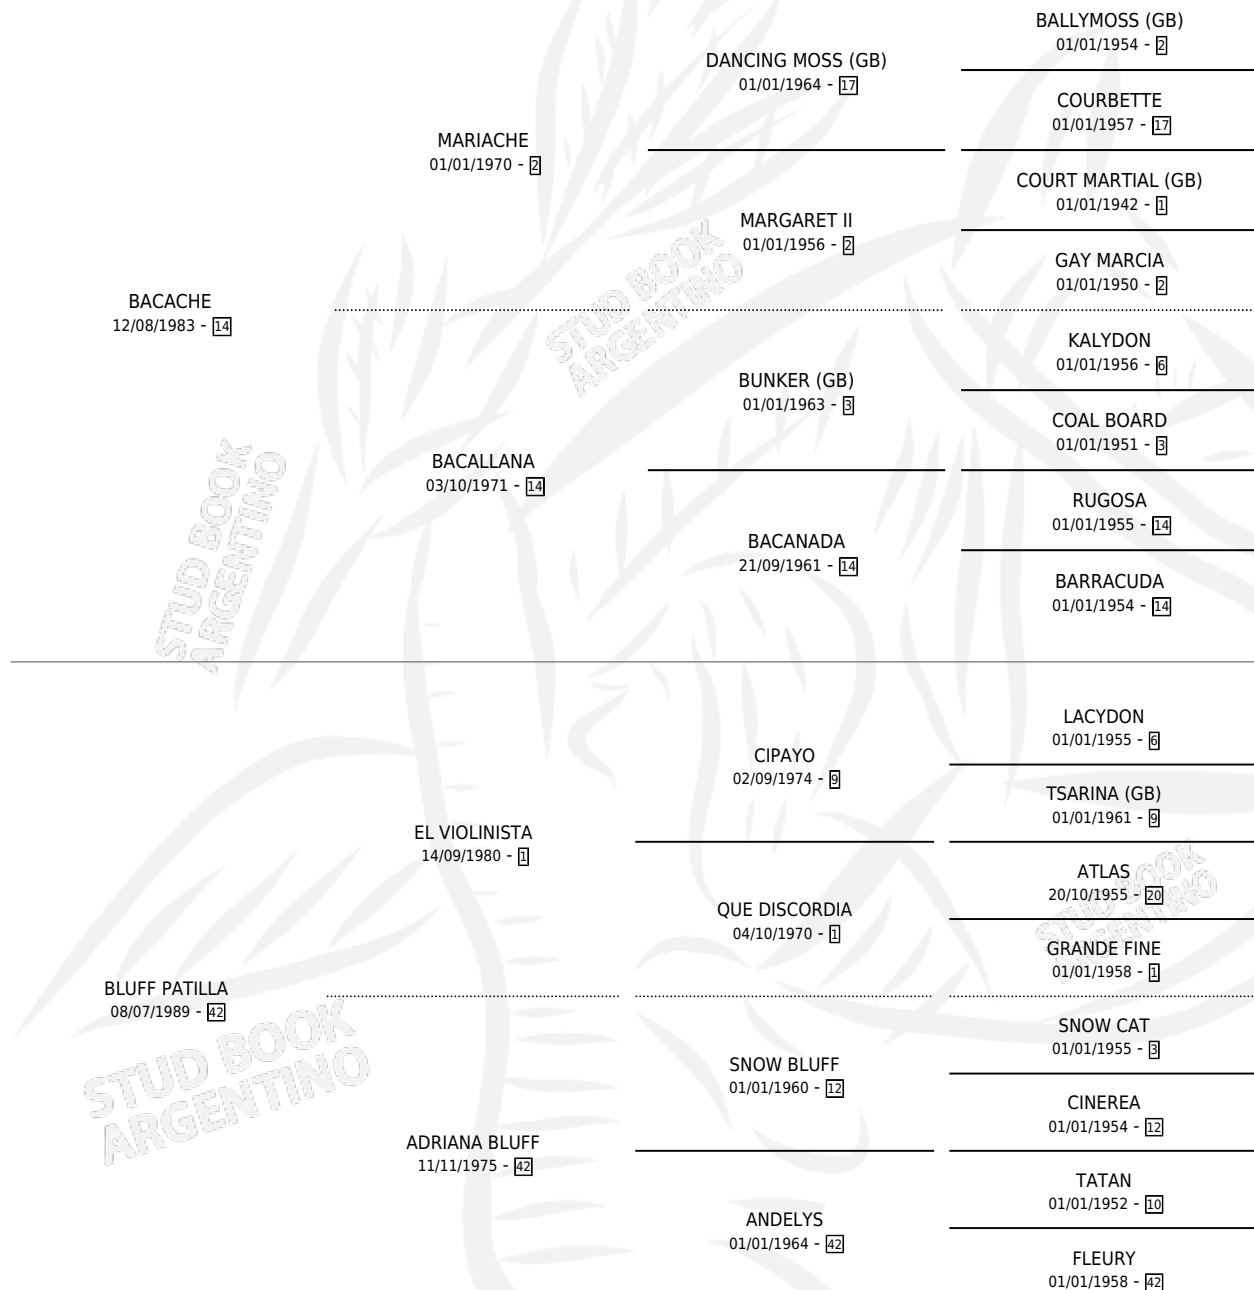 BALLYMOSS (GB)
01/01/1954 - 2
DANCING MOSS (GB)
01/01/1964 - 17
COURBETTE
01/01/1957 - 17
MARIACHE
01/01/1970 - 2
COURT MARTIAL (GB)
01/01/1942 - 1
MARGARET II
01/01/1956 - 2
GAY MARCIA
01/01/1950 - 2
BACACHE
12/08/1983 - 14
KALYDON
01/01/1956 - 6
BUNKER (GB)
01/01/1963 - 3
COAL BOARD
01/01/1951 - 3
BACALLANA
03/10/1971 - 14
RUGOSA
01/01/1955 - 14
BACANADA
21/09/1961 - 14
BARRACUDA
01/01/1954 - 14
LACYDON
01/01/1955 - 6
CIPAYO
02/09/1974 - 9
TSARINA (GB)
01/01/1961 - 9
EL VIOLINISTA
14/09/1980 - 1
ATLAS
20/10/1955 - 20
QUE DISCORDIA
04/10/1970 - 1
GRANDE FINE
01/01/1958 - 1
BLUFF PATILLA
08/07/1989 - 42
SNOW CAT
01/01/1955 - 3
SNOW BLUFF
01/01/1960 - 12
CINEREA
01/01/1954 - 12
ADRIANA BLUFF
11/11/1975 - 42
TATAN
01/01/1952 - 10
ANDELYS
01/01/1964 - 42
FLEURY
01/01/1958 - 42
STUD BOOK
ARGENTINO
STUD BOOK
ARGENTINO
STUD BOOK
ARGENTINO
STUD BOOK
ARGENTINO